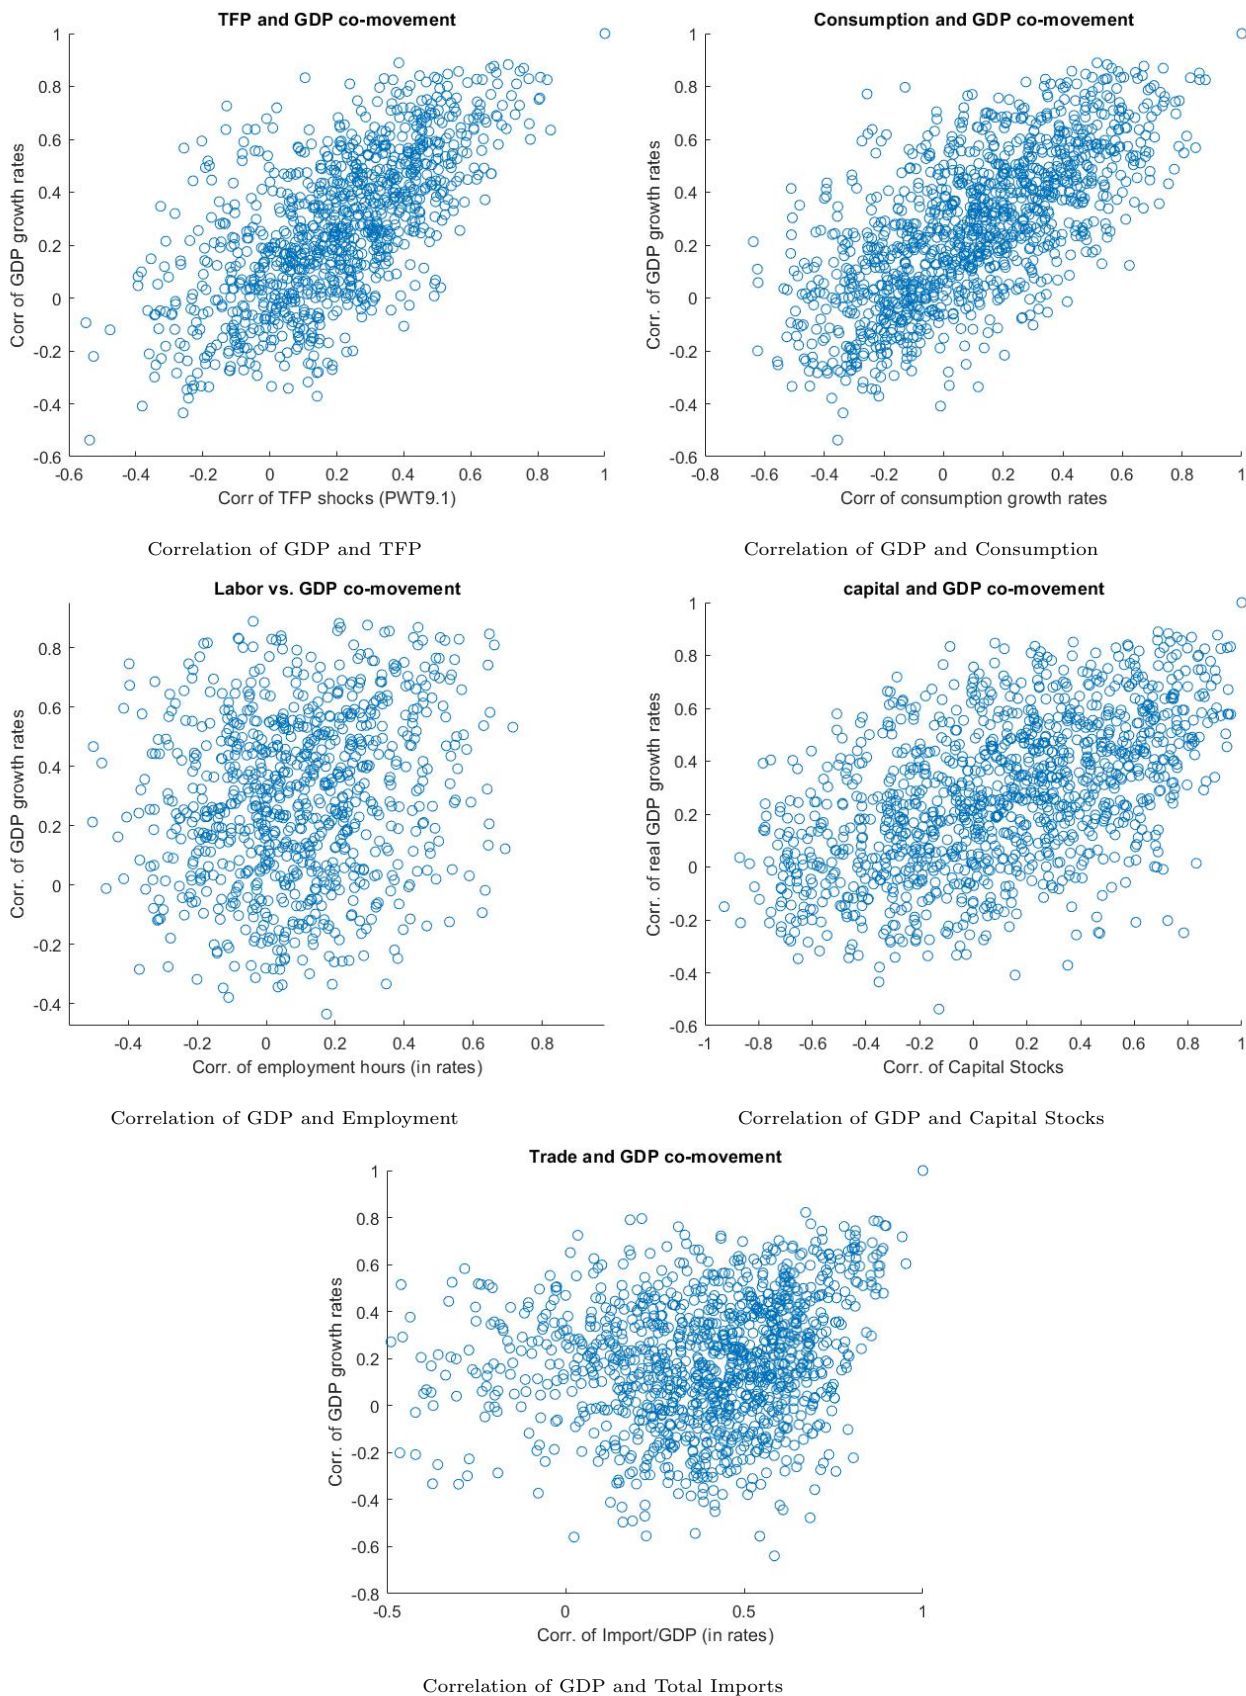 TFP and GDP co-movement
1
0.8
0.6
0.4
0.2
0
-0.2
-0.4
-0.6
Corr of GDP growth rates
-0.6 -0.4 -0.2 0 0.2 0.4 0.6 0.8 1
Corr of TFP shocks (PWT9.1)
Correlation of GDP and TFP
Consumption and GDP co-movement
1
0.8
0.6
0.4
0.2
0
-0.2
-0.4
-0.6
Corr. of GDP growth rates
-0.8 -0.6 -0.4 -0.2 0 0.2 0.4 0.6 0.8 1
Corr of consumption growth rates
Correlation of GDP and Consumption
Labor vs. GDP co-movement
0.8
0.6
0.4
0.2
0
-0.2
-0.4
Corr. of GDP growth rates
-0.4 -0.2 0 0.2 0.4 0.6 0.8
Corr. of employment hours (in rates)
Correlation of GDP and Employment
capital and GDP co-movement
1
0.8
0.6
0.4
0.2
0
-0.2
-0.4
-0.6
Corr. of real GDP growth rates
-1 -0.8 -0.6 -0.4 -0.2 0 0.2 0.4 0.6 0.8 1
Corr. of Capital Stocks
Correlation of GDP and Capital Stocks
Trade and GDP co-movement
1
0.8
0.6
0.4
0.2
0
-0.2
-0.4
-0.6
-0.8
Corr. of GDP growth rates
-0.5 0 0.5 1
Corr. of Import/GDP (in rates)
Correlation of GDP and Total Imports